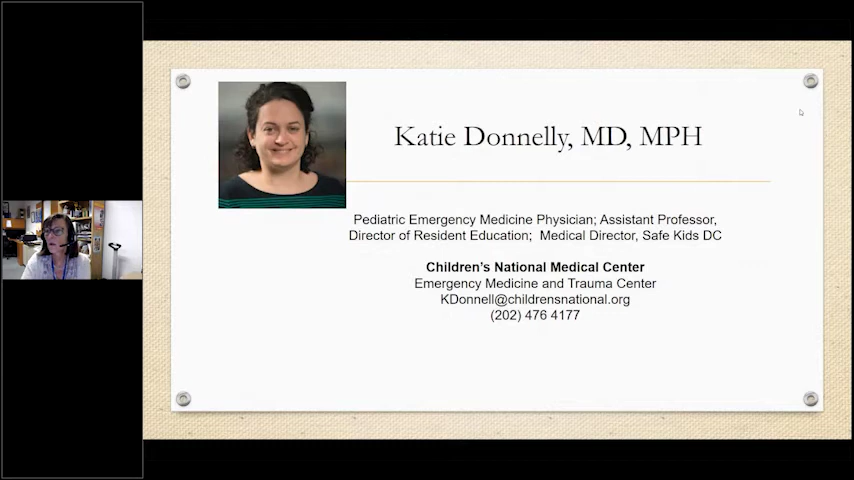 Katie Donnelly, MD, MPH
Pediatric Emergency Medicine Physician; Assistant Professor,
Director of Resident Education;  Medical Director, Safe Kids DC
Children's National Medical Center
Emergency Medicine and Trauma Center
KDonnell@childrensnational.org
(202) 476 4177